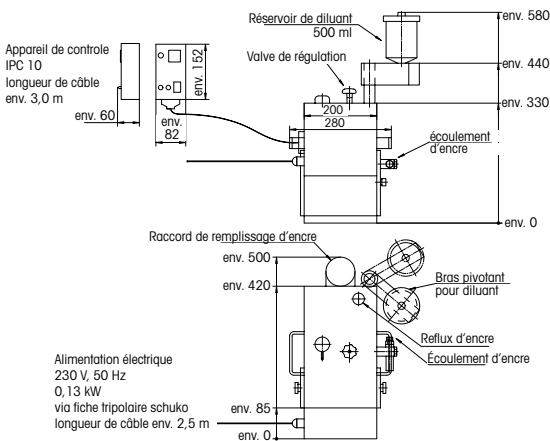 env. 580
Réservoir de diluant
500 ml
env. 440
Valve de régulation
env. 330
Appareil de controle
IPC 10
longueur de câble
env. 3,0 m
env. 152
env. 60
env.
82
200
280
écoulement
d'encre
env. 0
Raccord de remplissage d'encre
env. 500
env. 420
Bras pivotant
pour diluant
Reflux d'encre
Écoulement d'encre
Alimentation électrique
230 V, 50 Hz
0,13 kW
via fiche tripolaire schuko
longueur de câble env. 2,5 m
env. 85
env. 0